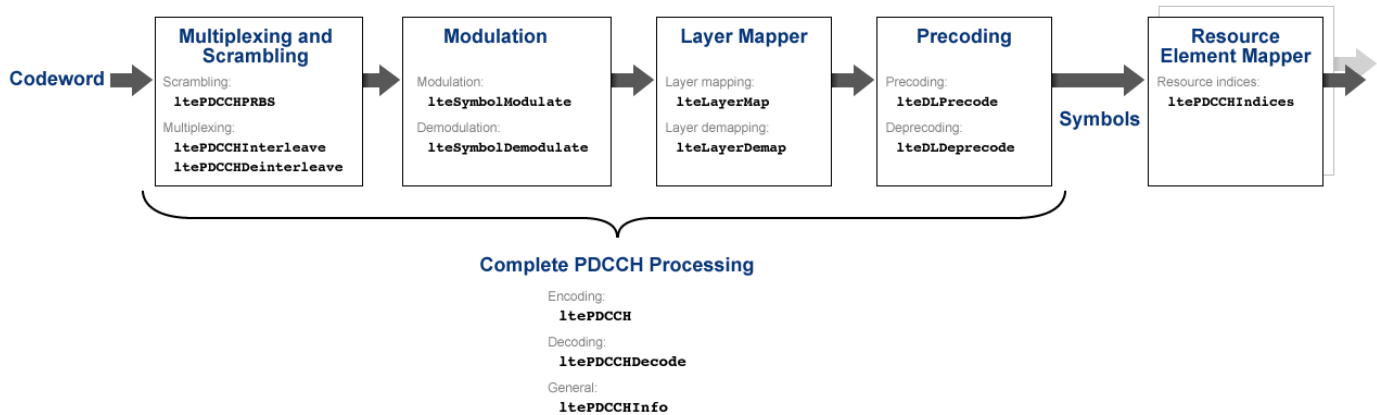 Codeword
Multiplexing and
Scrambling
Scrambling:
ltePDCCHPRBS
Multiplexing:
ltePDCCHInterleave
ltePDCCHDeinterleave
Modulation
Modulation:
lteSymbolModulate
Demodulation:
lteSymbolDemodulate
Layer Mapper
Layer mapping:
lteLayerMap
Layer demapping:
lteLayerDemap
Precoding
Precoding:
lteDLPrecode
Deprecoding:
lteDLDeprecode
Symbols
Resource
Element Mapper
Resource indices:
ltePDCCHIndices
Complete PDCCH Processing
Encoding:
ltePDCCH
Decoding:
ltePDCCHDecode
General:
ltePDCCHInfo